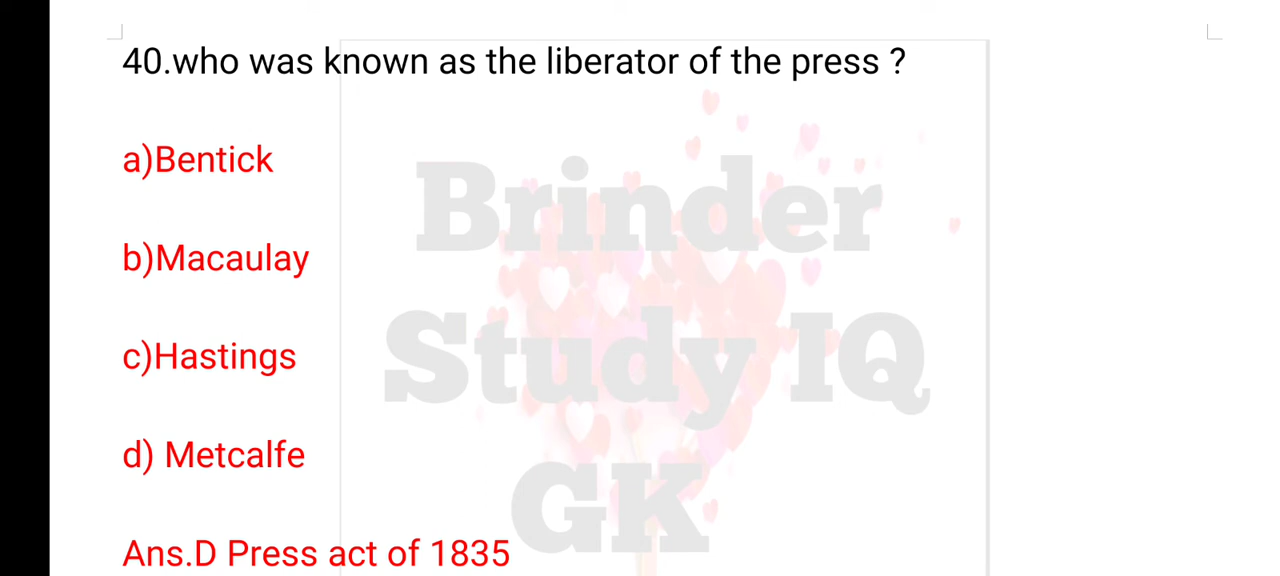 40.who was known as the liberator of the press ?
a)Bentick
b)Macaulay
c)Hastings
d) Metcalfe
Ans.D Press act of 1835
Brinder
Study IQ
GK